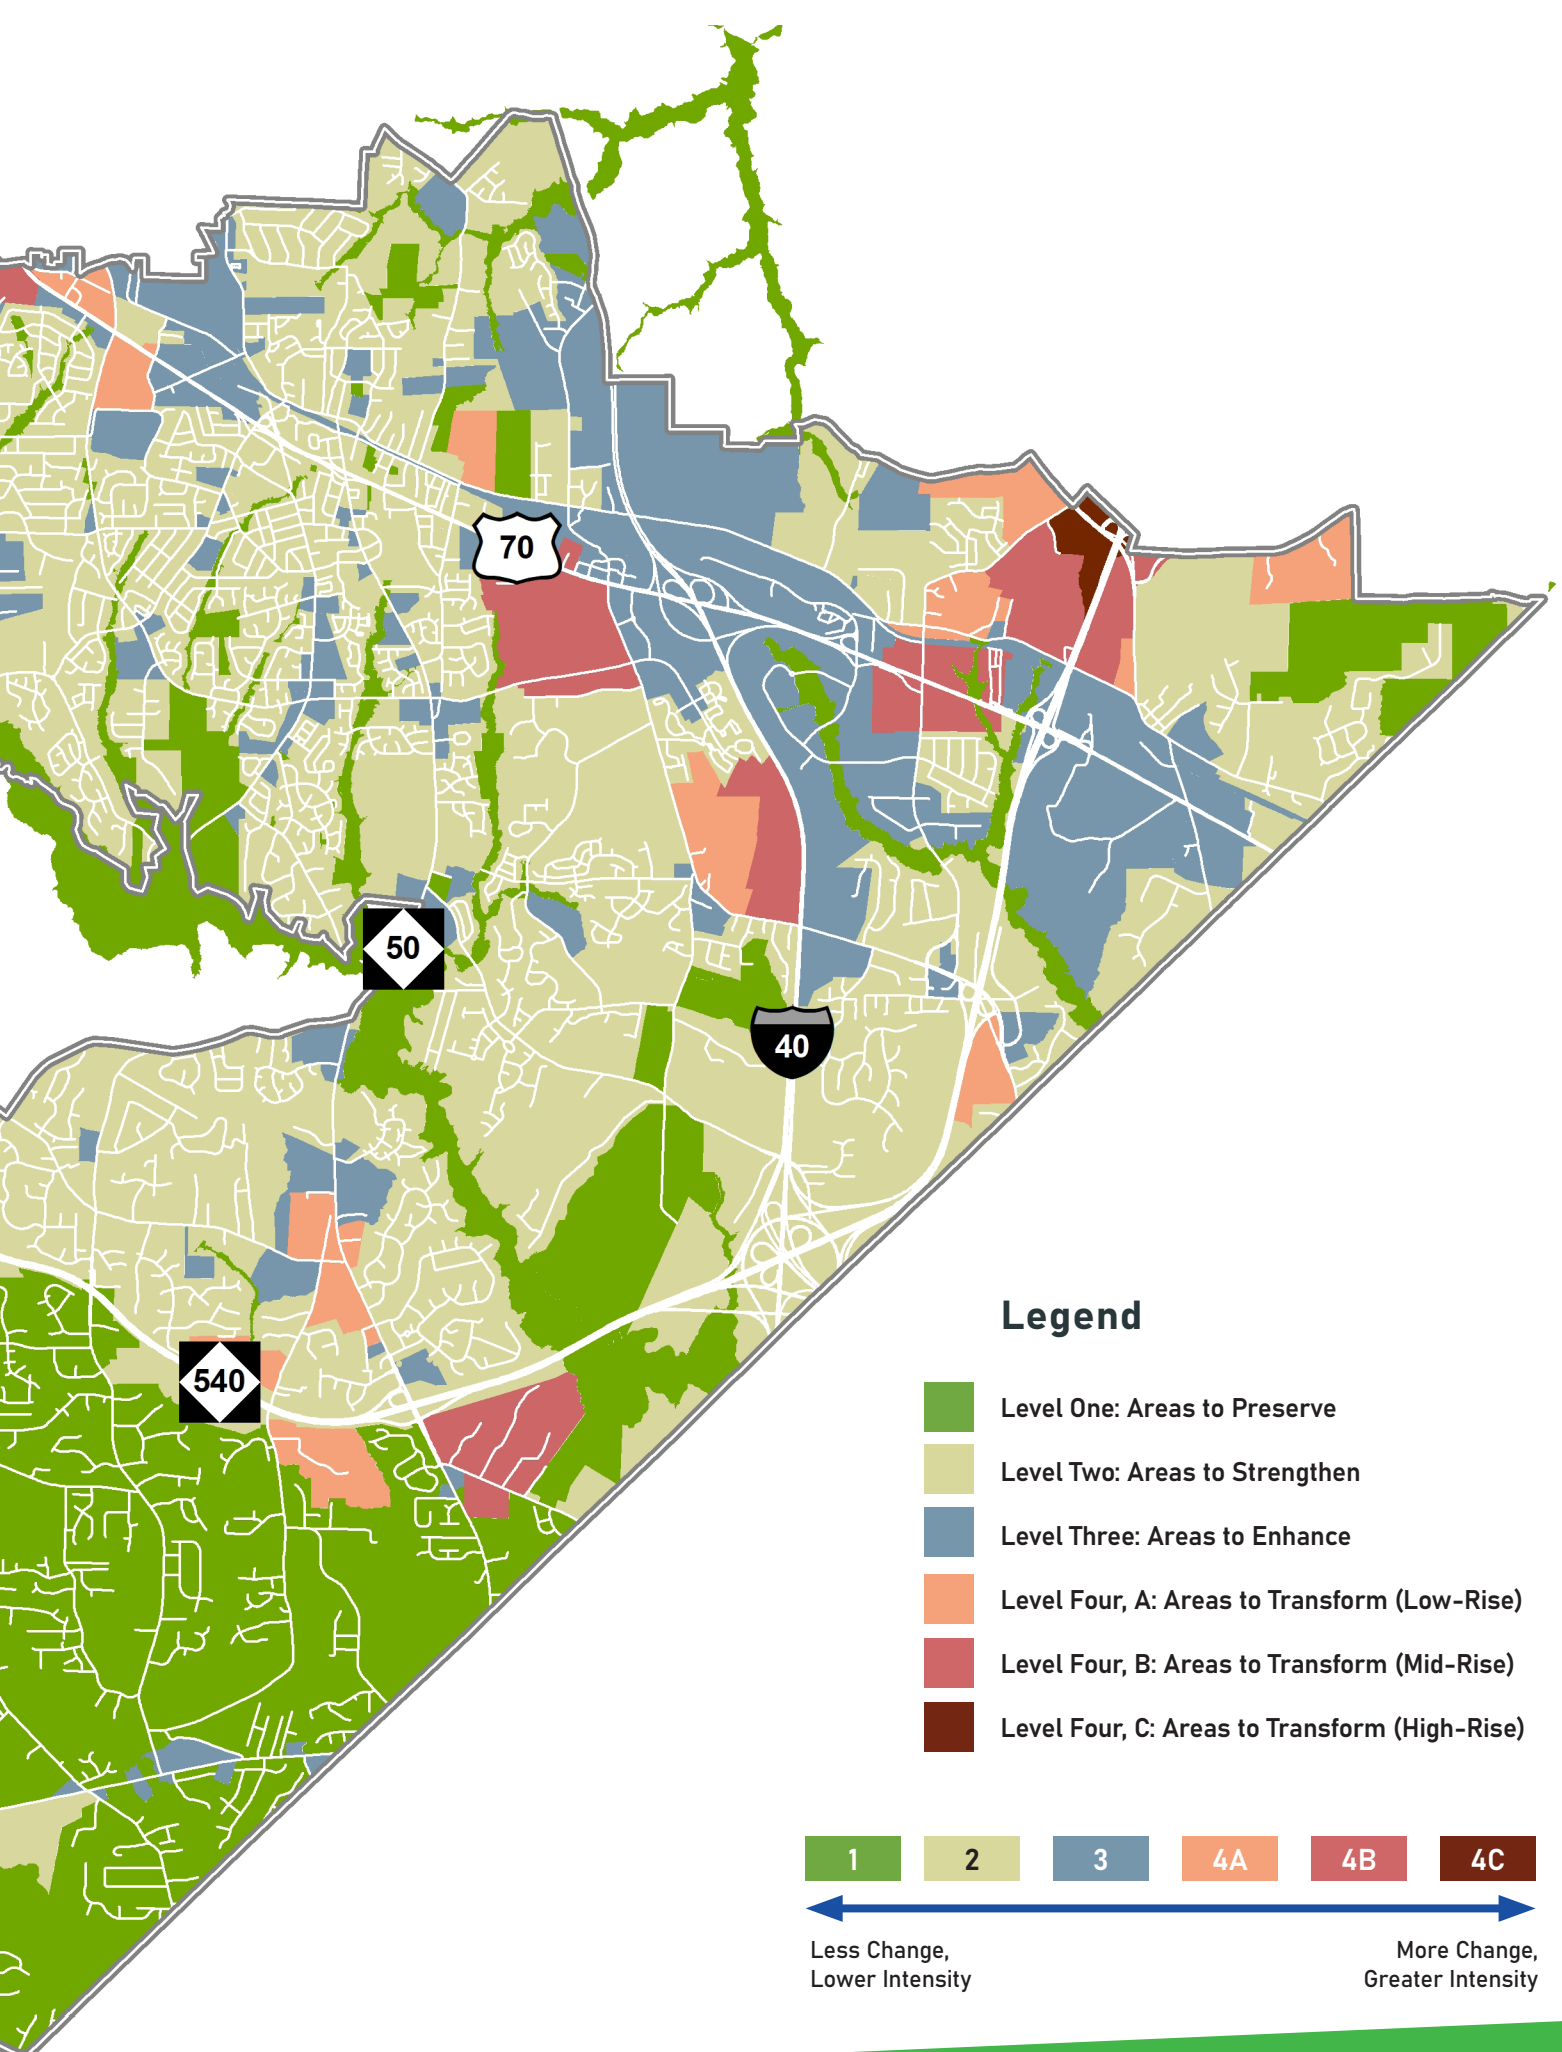 70
50
40
540
Legend
Level One: Areas to Preserve
Level Two: Areas to Strengthen
Level Three: Areas to Enhance
Level Four, A: Areas to Transform (Low-Rise)
Level Four, B: Areas to Transform (Mid-Rise)
Level Four, C: Areas to Transform (High-Rise)
1 2 3 4A 4B 4C
Less Change,
Lower Intensity
More Change,
Greater Intensity